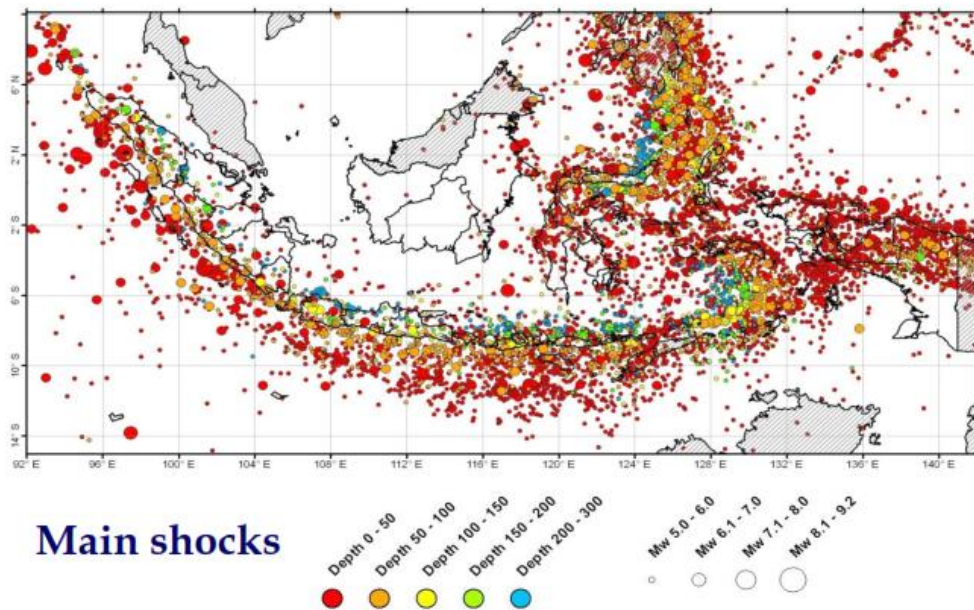 6° N
2° N
2° S
6° S
10° S
14° S
92° E 96° E 100° E 104° E 108° E 112° E 116° E 120° E 124° E 128° E 132° E 136° E 140° E
Main shocks
Depth 0 - 50
Depth 50 - 100
Depth 100 - 150
Depth 150 - 200
Depth 200 - 300
Mw 5.0 - 6.0
Mw 6.1 - 7.0
Mw 7.1 - 8.0
Mw 8.1 - 9.2